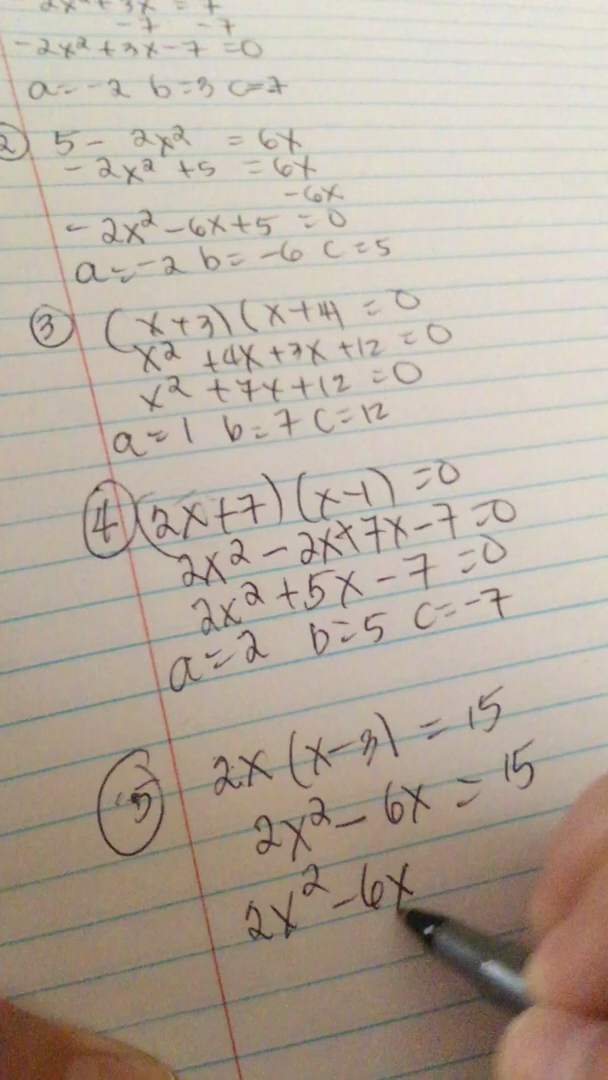 2x² + 3x = 7
-7 -7
-2x² + 3x - 7 = 0
a = -2 b = 3 c = 7
② 5 - 2x² = 6x
- 2x² + 5 = 6x
-6x
- 2x² - 6x + 5 = 0
a = -2 b = -6 c = 5
③ (x+3)(x+4) = 0
x² + 4x + 3x + 12 = 0
x² + 7x + 12 = 0
a = 1 b = 7 c = 12
④ (2x+7)(x-1) = 0
2x² - 2x + 7x - 7 = 0
2x² + 5x - 7 = 0
a = 2 b = 5 c = -7
⑤ 2x (x-3) = 15
2x² - 6x = 15
2x² - 6x